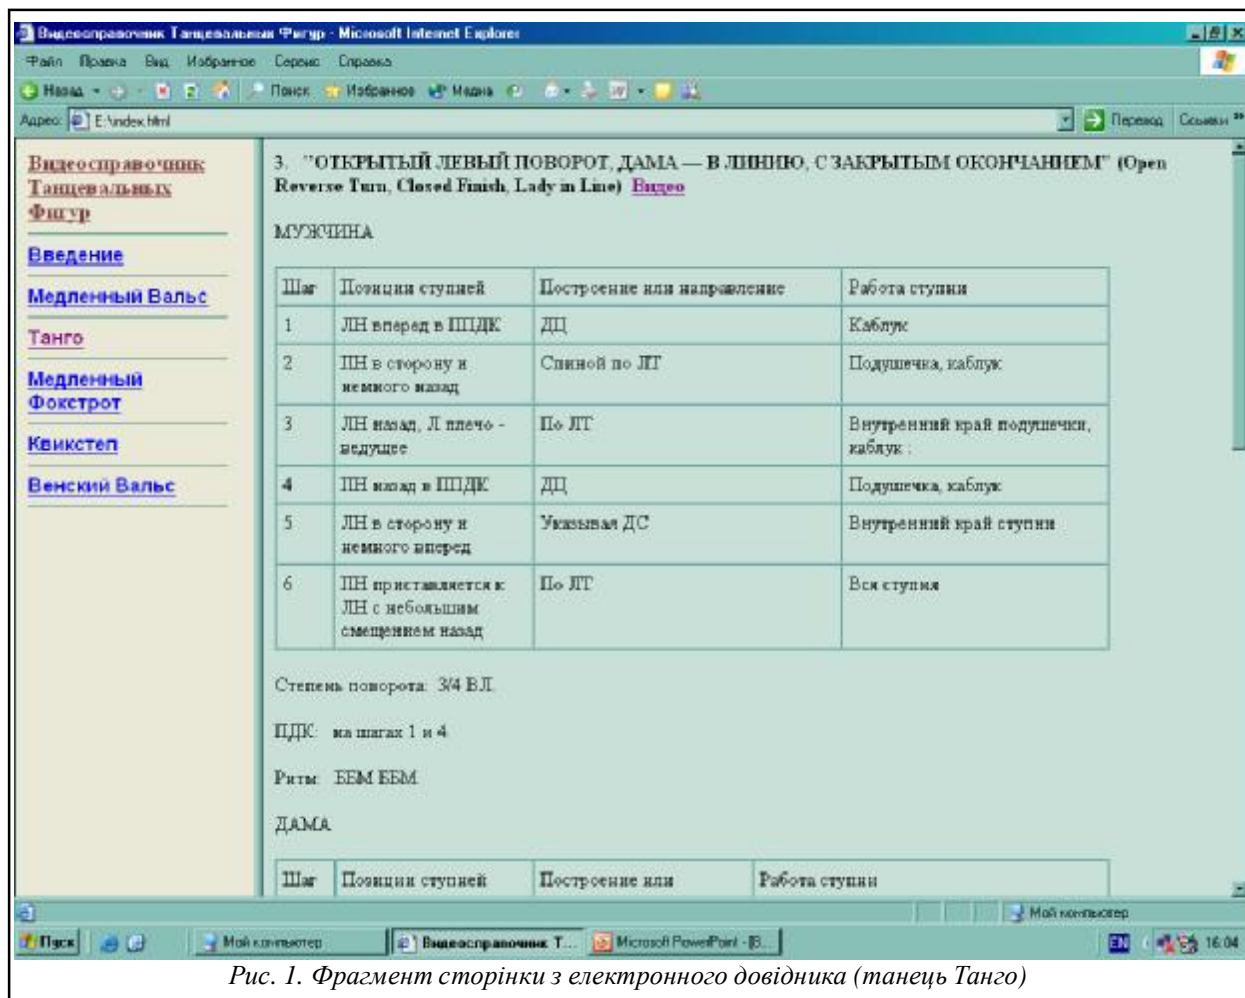 Видеосправочник Танцевальных Фигур - Microsoft Internet Explorer
Файл Правка Вид Избранное Сервис Справка
Назад Поиск Избранное Медиа
Адрес: E:\index.html Переход Ссылки »
Видеосправочник
Танцевальных
Фигур
Введение
Медленный Вальс
Танго
Медленный
Фокстрот
Квикстеп
Венский Вальс
3. "ОТКРЫТЫЙ ЛЕВЫЙ ПОВОРОТ, ДАМА — В ЛИНИЮ, С ЗАКРЫТЫМ ОКОНЧАНИЕМ" (Open
Reverse Turn, Closed Finish, Lady in Line) Видео
МУЖЧИНА
Шаг Позиции ступней Построение или направление Работа ступни
1 ЛН вперед в ППДК ДЦ Каблук
2 ПН в сторону и Спиной по ЛТ Подушечка, каблук
немного назад
3 ЛН назад, Л плечо - По ЛТ Внутренний край подушечки,
ведущее каблук :
4 ПН назад в ППДК ДЦ Подушечка, каблук
5 ЛН в сторону и Указывая ДС Внутренний край ступни
немного вперед
6 ПН приставляется к По ЛТ Вся ступня
ЛН с небольшим
смещением назад
Степень поворота: 3/4 ВЛ.
ПДК: на шагах 1 и 4.
Ритм: ББМ ББМ
ДАМА
Шаг Позиции ступней Построение или Работа ступни
Мой компьютер
Пуск Мой компьютер Видеосправочник Т... Microsoft PowerPoint - [В... EN 16:04
Рис. 1. Фрагмент сторінки з електронного довідника (танець Танго)